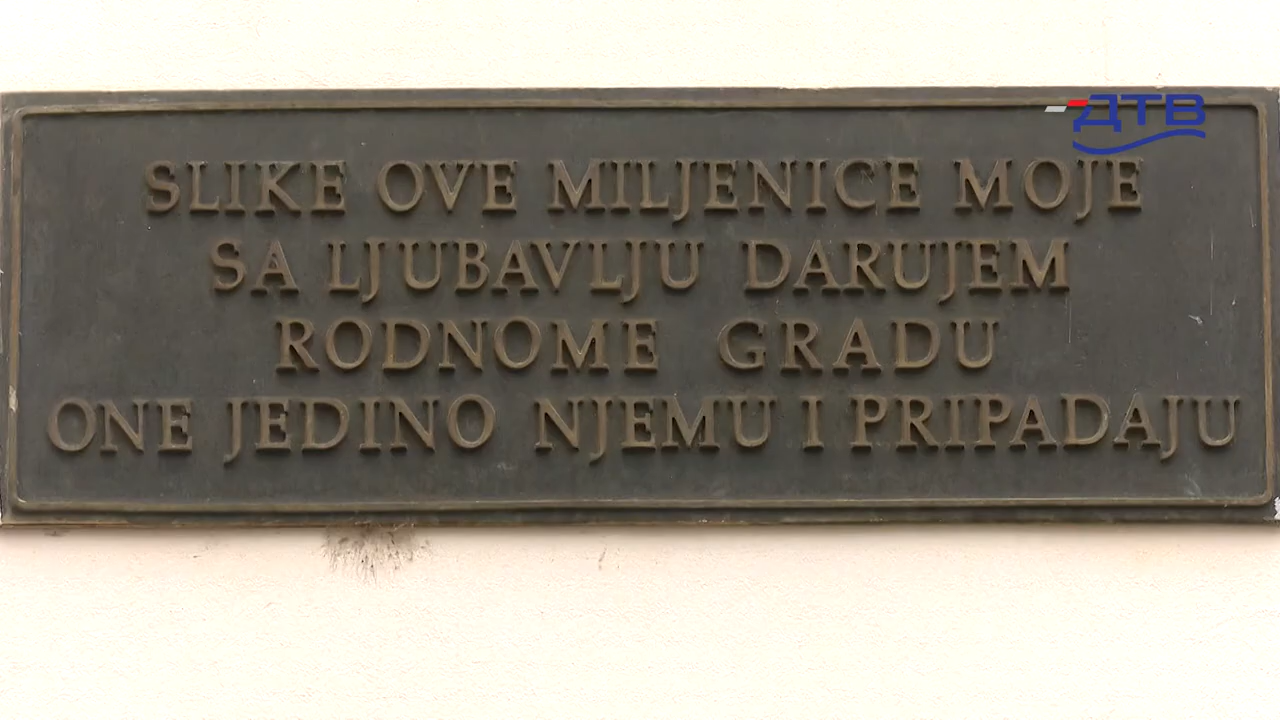 ДТВ
SLIKE OVE MILJENICE MOJE
SA LJUBAVLJU DARUJEM
RODNOME GRADU
ONE JEDINO NJEMU I PRIPADAJU